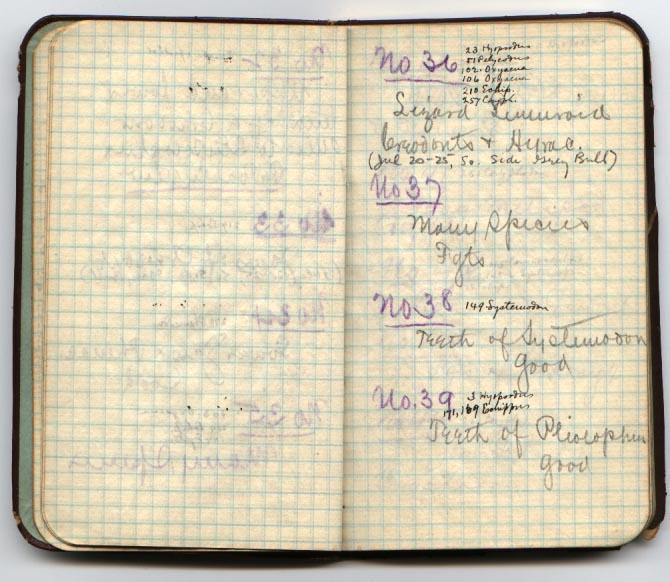 No 36
23 Hyopsodus
51 Pelycodus
102. Oxyaena
106 Oxyaena
210 Eohip.
257 Coryph.
Lizard Lemuroid
Creodonts & Hyrac.
(Jul 20-25, So. Side Grey Bull)
No 37
Many Species
Fgts
No. 38
149 Systemodon
Teeth of Systemodon
good
No. 39
3 Hyopsodus
171, 169 Eohippus
Teeth of Pliolophus
good